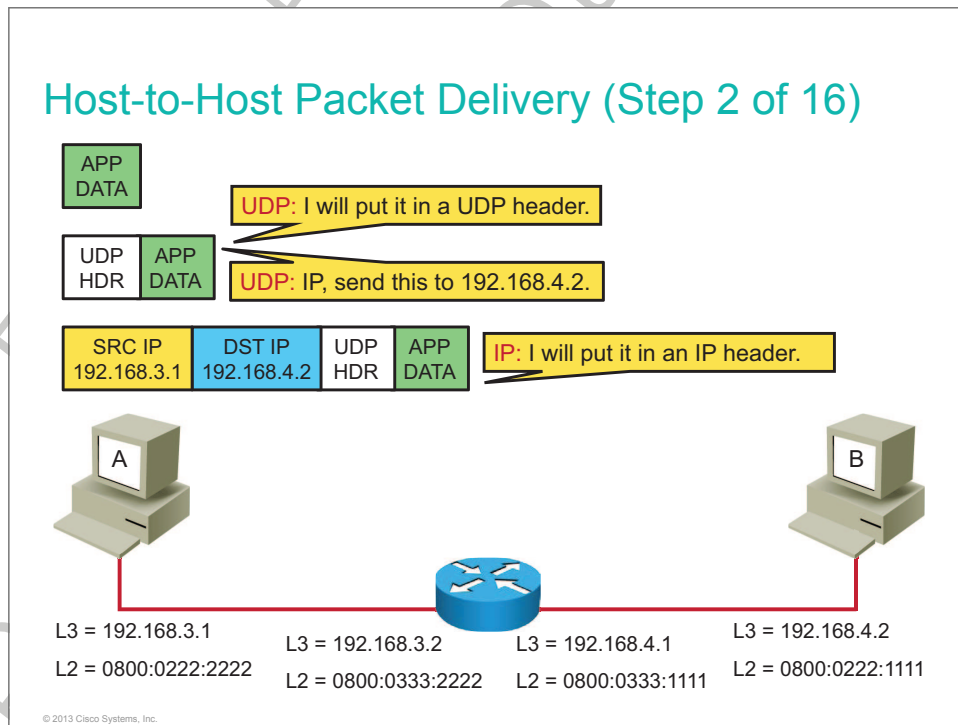 Host-to-Host Packet Delivery (Step 2 of 16)
APP
DATA
UDP: I will put it in a UDP header.
UDP
HDR
APP
DATA
UDP: IP, send this to 192.168.4.2.
SRC IP
192.168.3.1
DST IP
192.168.4.2
UDP
HDR
APP
DATA
IP: I will put it in an IP header.
A
B
L3 = 192.168.3.1
L2 = 0800:0222:2222
L3 = 192.168.3.2
L2 = 0800:0333:2222
L3 = 192.168.4.1
L2 = 0800:0333:1111
L3 = 192.168.4.2
L2 = 0800:0222:1111
© 2013 Cisco Systems, Inc.